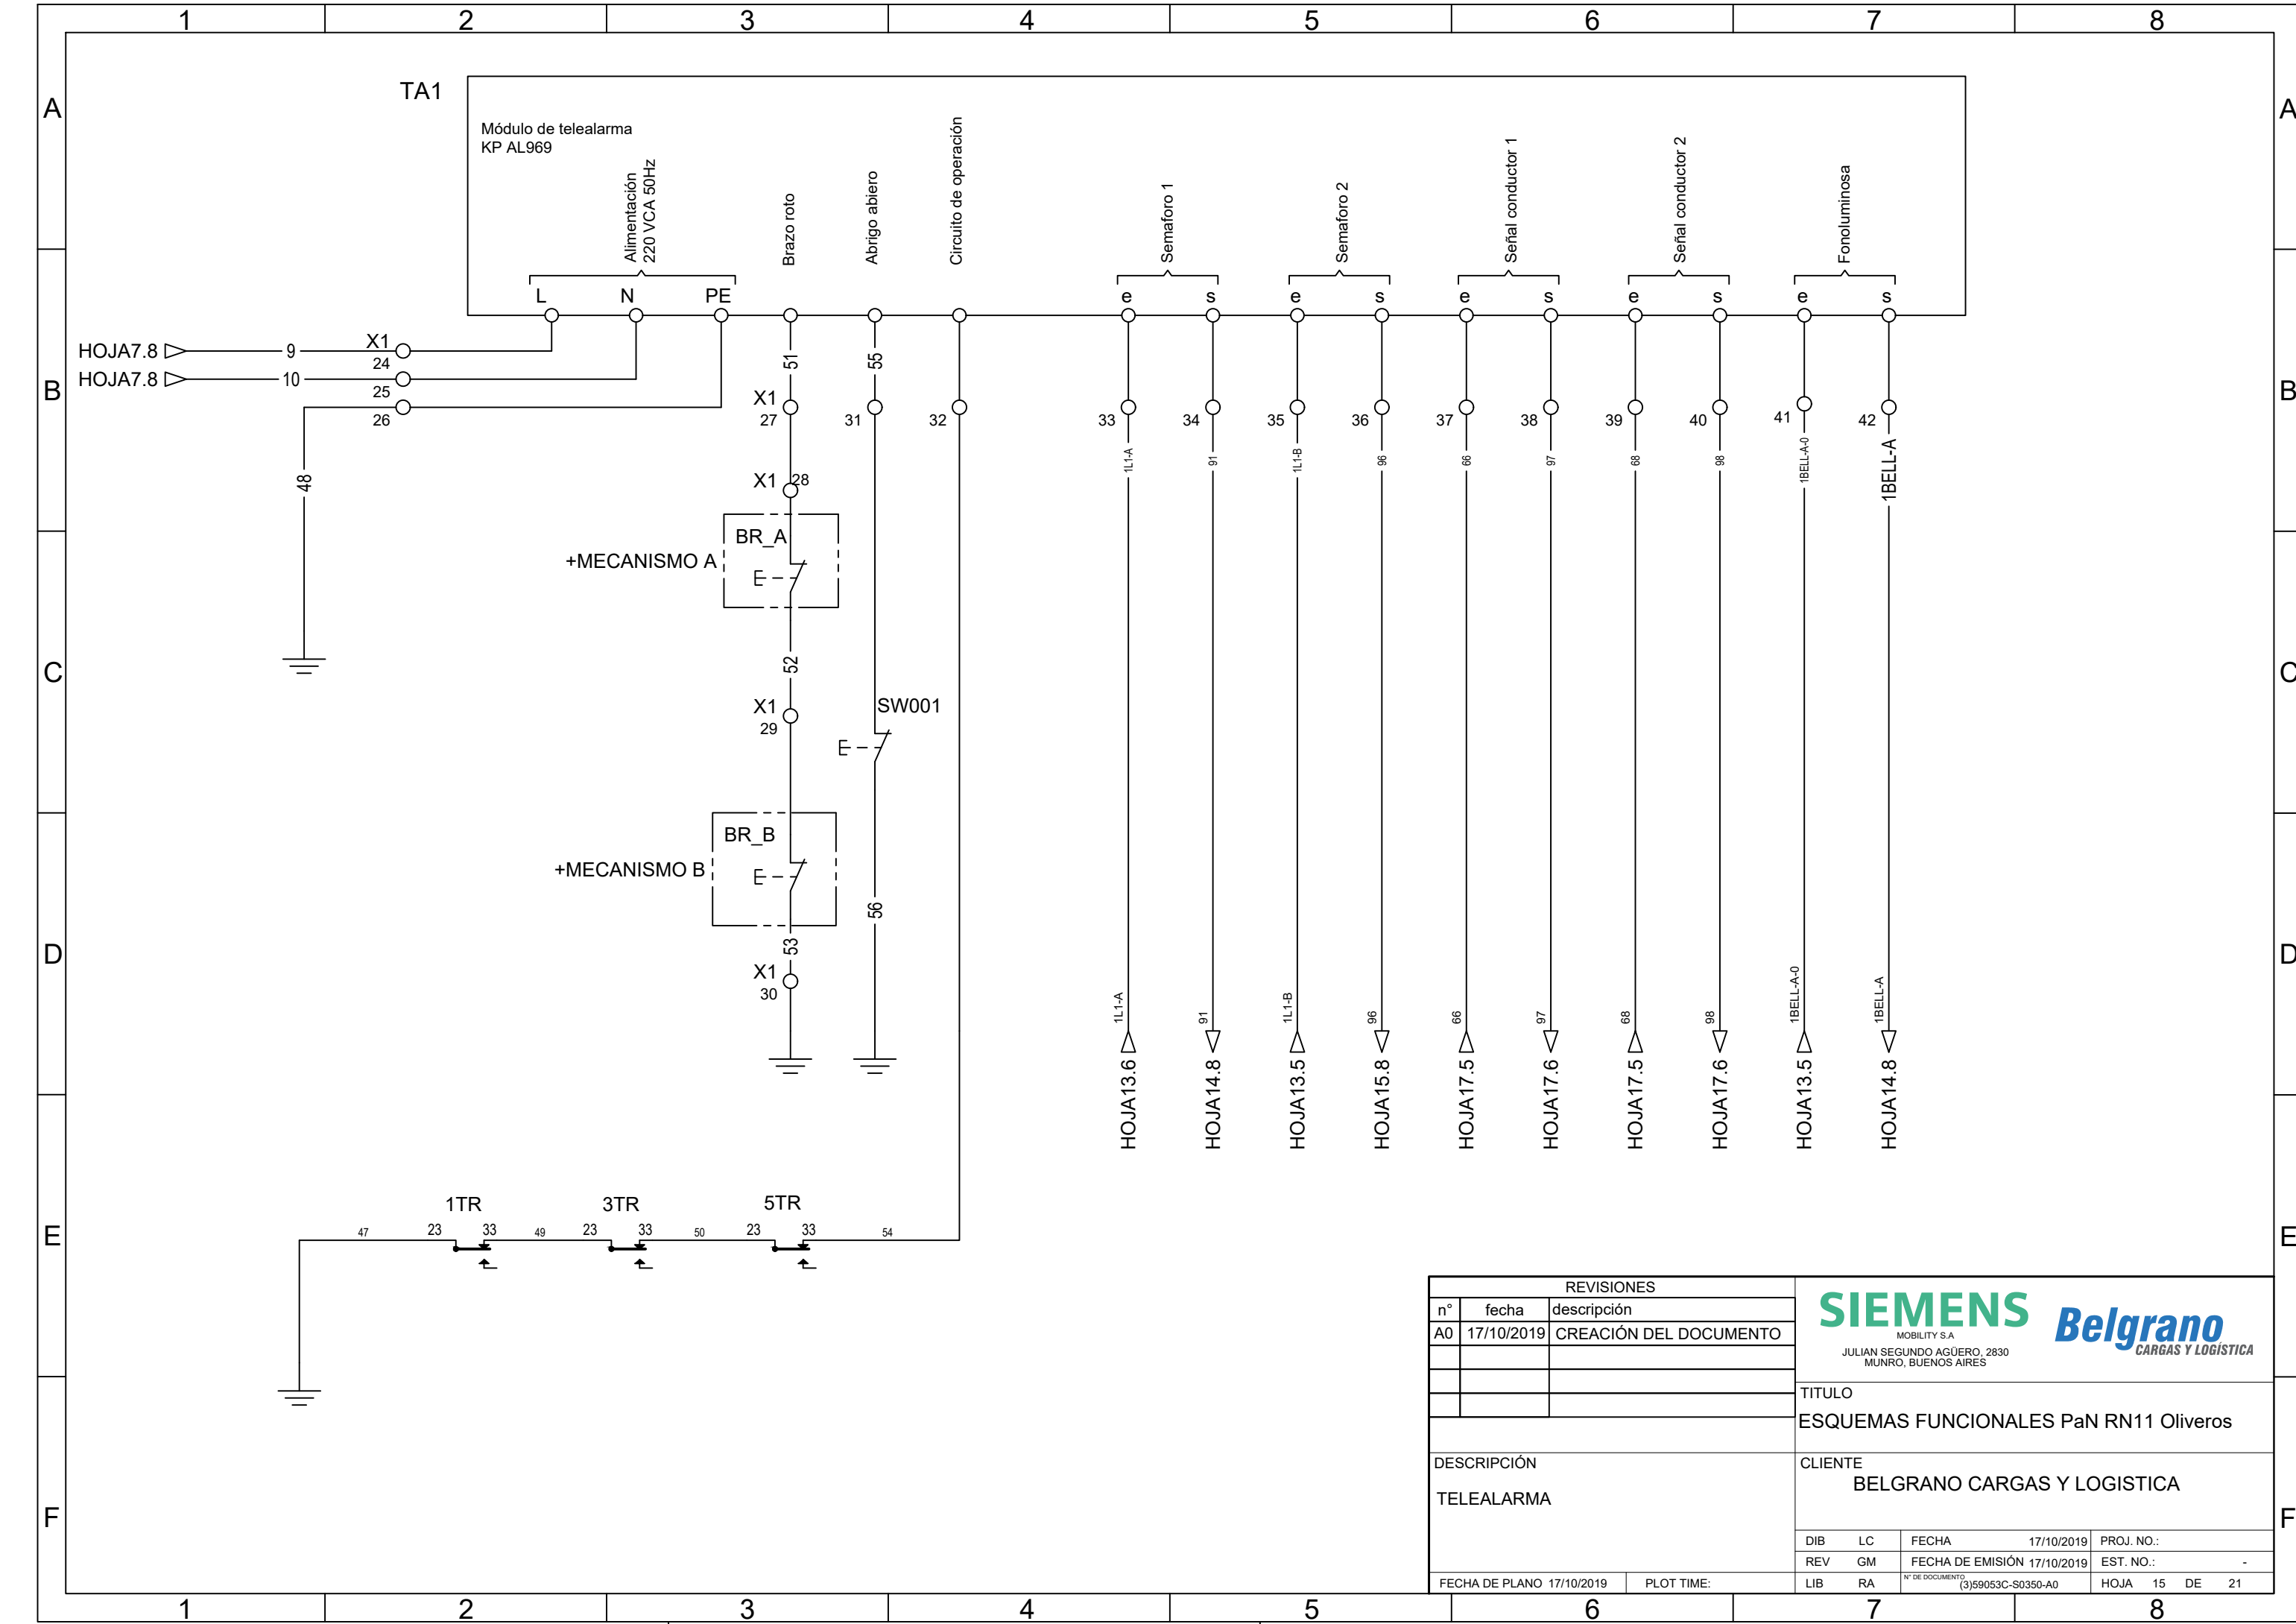 1 2 3 4 5 6 7 8
A A
B B
C C
D D
E E
F F
TA1
Módulo de telealarma
KP AL969
Alimentación
220 VCA 50Hz
Brazo roto
Abrigo abiero
Circuito de operación
Semaforo 1
Semaforo 2
Señal conductor 1
Señal conductor 2
Fonoluminosa
L N PE
e s e s e s e s e s
HOJA7.8 9 X1
24
HOJA7.8 10
25
26
48
51
55
X1
27
31
32
33
34
35
36
37
38
39
40
41
42
1L1-A
91
1L1-B
96
66
97
68
98
1BELL-A-0
1BELL-A
X1 28
BR_A
+MECANISMO A
E
52
X1
29
SW001
E
BR_B
+MECANISMO B
E
56
53
X1
30
1L1-A
91
1L1-B
96
66
97
68
98
1BELL-A-0
1BELL-A
HOJA13.6
HOJA14.8
HOJA13.5
HOJA15.8
HOJA17.5
HOJA17.6
HOJA17.5
HOJA17.6
HOJA13.5
HOJA14.8
1TR 3TR 5TR
47 23 33 49 23 33 50 23 33 54
REVISIONES
n° fecha descripción
A0 17/10/2019 CREACIÓN DEL DOCUMENTO
SIEMENS
MOBILITY S.A
JULIAN SEGUNDO AGÜERO, 2830
MUNRO, BUENOS AIRES
Belgrano
CARGAS Y LOGÍSTICA
TITULO
ESQUEMAS FUNCIONALES PaN RN11 Oliveros
DESCRIPCIÓN
TELEALARMA
CLIENTE
BELGRANO CARGAS Y LOGISTICA
DIB LC FECHA 17/10/2019 PROJ. NO.:
REV GM FECHA DE EMISIÓN 17/10/2019 EST. NO.: -
FECHA DE PLANO 17/10/2019 PLOT TIME:
LIB RA N° DE DOCUMENTO (3)59053C-S0350-A0 HOJA 15 DE 21
1 2 3 4 5 6 7 8